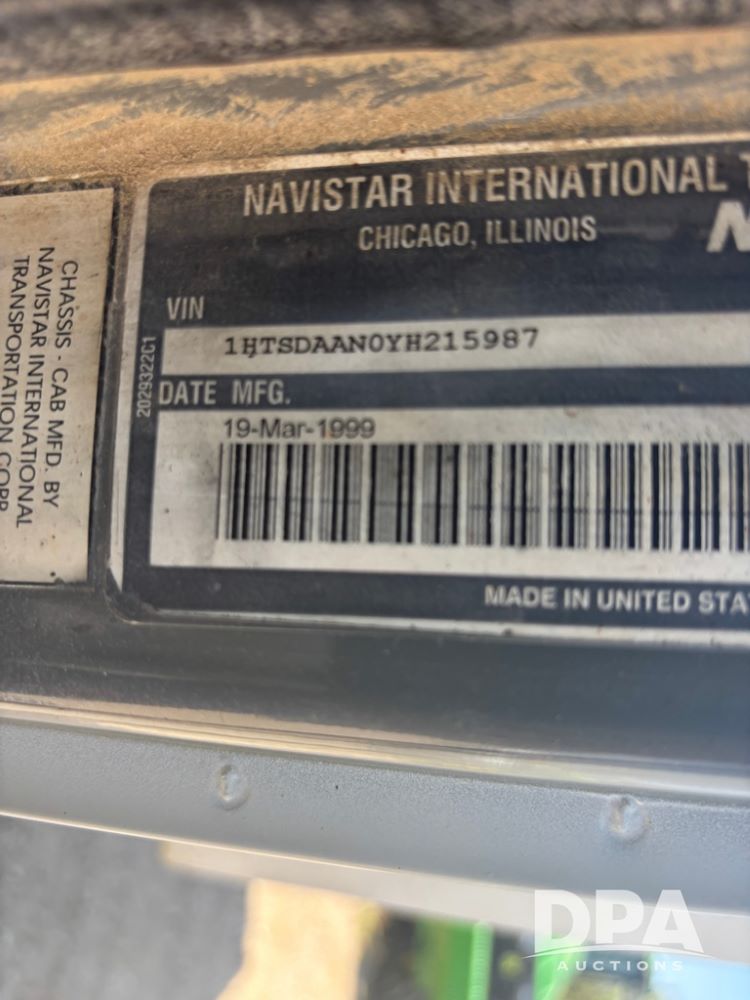 NAVISTAR INTERNATIONAL
CHICAGO, ILLINOIS
VIN
1HTSDAAN0YH215987
DATE MFG.
19-Mar-1999
2029322C1
MADE IN UNITED STA
CHASSIS - CAB MFD. BY
NAVISTAR INTERNATIONAL
TRANSPORTATION CORP.
DPA
AUCTIONS